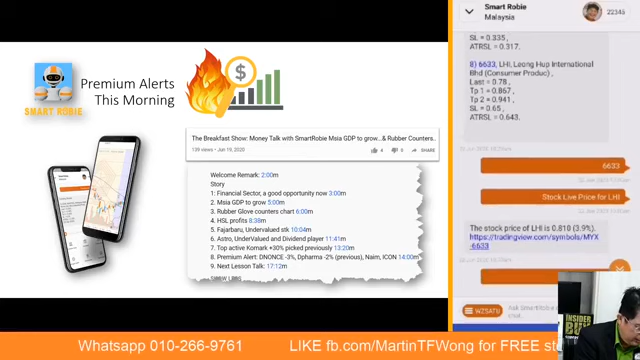 SMART ROBIE
Premium Alerts
This Morning
$
The Breakfast Show: Money Talk with SmartRobie Msia GDP to grow... & Rubber Counters..
139 views • Jun 19, 2020
4
0
SHARE
Welcome Remark: 2:00m
Story
1: Financial Sector, a good opportunity now 3:00m
2: Msia GDP to grow 5:00m
3: Rubber Glove counters chart 6:00m
4: HSL profits 8:38m
5: Fajarbaru, Undervalued stk 10:04m
6: Astro, UnderValued and Dividend player 11:41m
7: Top active Komark +30% picked previously 13:20m
8: Premium Alert: DNONCE -3%, Dpharma -2% (previous), Naim, ICON 14:00m
9: Next Lesson Talk: 17:12m
SHOW LESS
Smart Robie
Malaysia
SL = 0.335 ,
ATRSL = 0.317.
8) 6633, LHI, Leong Hup International
Bhd (Consumer Produc) ,
Last = 0.78 ,
Tp 1 = 0.867 ,
Tp 2 = 0.941 ,
SL = 0.65 ,
ATRSL = 0.643.
6633
Stock Live Price for LHI
The stock price of LHI is 0.810 (3.9%).
https://tradingview.com/symbols/MYX
-6633
WISATU
Ask SmartRobie
chat.
INSIDER
Whatsapp 010-266-9761
LIKE fb.com/MartinTFWong for FREE st